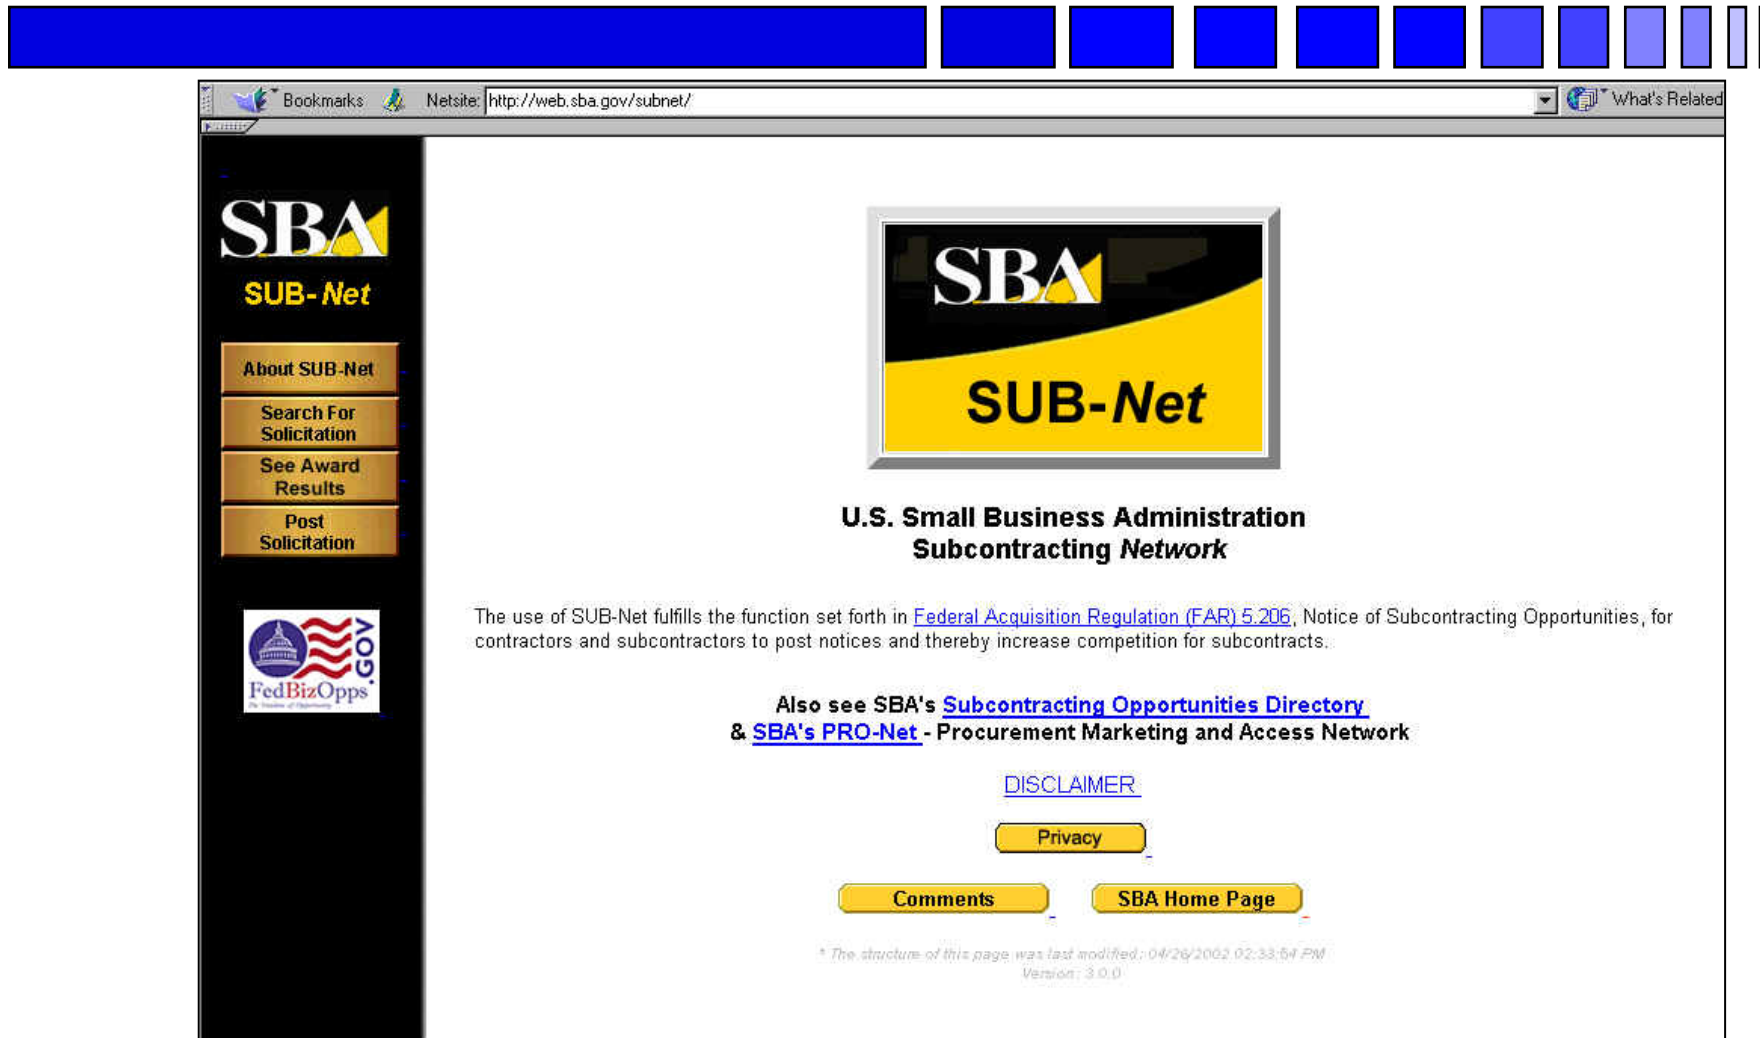 Bookmarks Netsite: http://web.sba.gov/subnet/ What's Related
SBA
SUB-Net
About SUB-Net
Search For
Solicitation
See Award
Results
Post
Solicitation
FedBizOpps
.GOV
SBA
SUB-Net
U.S. Small Business Administration
Subcontracting Network
The use of SUB-Net fulfills the function set forth in Federal Acquisition Regulation (FAR) 5.206, Notice of Subcontracting Opportunities, for
contractors and subcontractors to post notices and thereby increase competition for subcontracts.
Also see SBA's Subcontracting Opportunities Directory
& SBA's PRO-Net - Procurement Marketing and Access Network
DISCLAIMER
Privacy
Comments SBA Home Page
* The structure of this page was last modified: 04/26/2002 02:33:54 PM
Version: 3.0.0